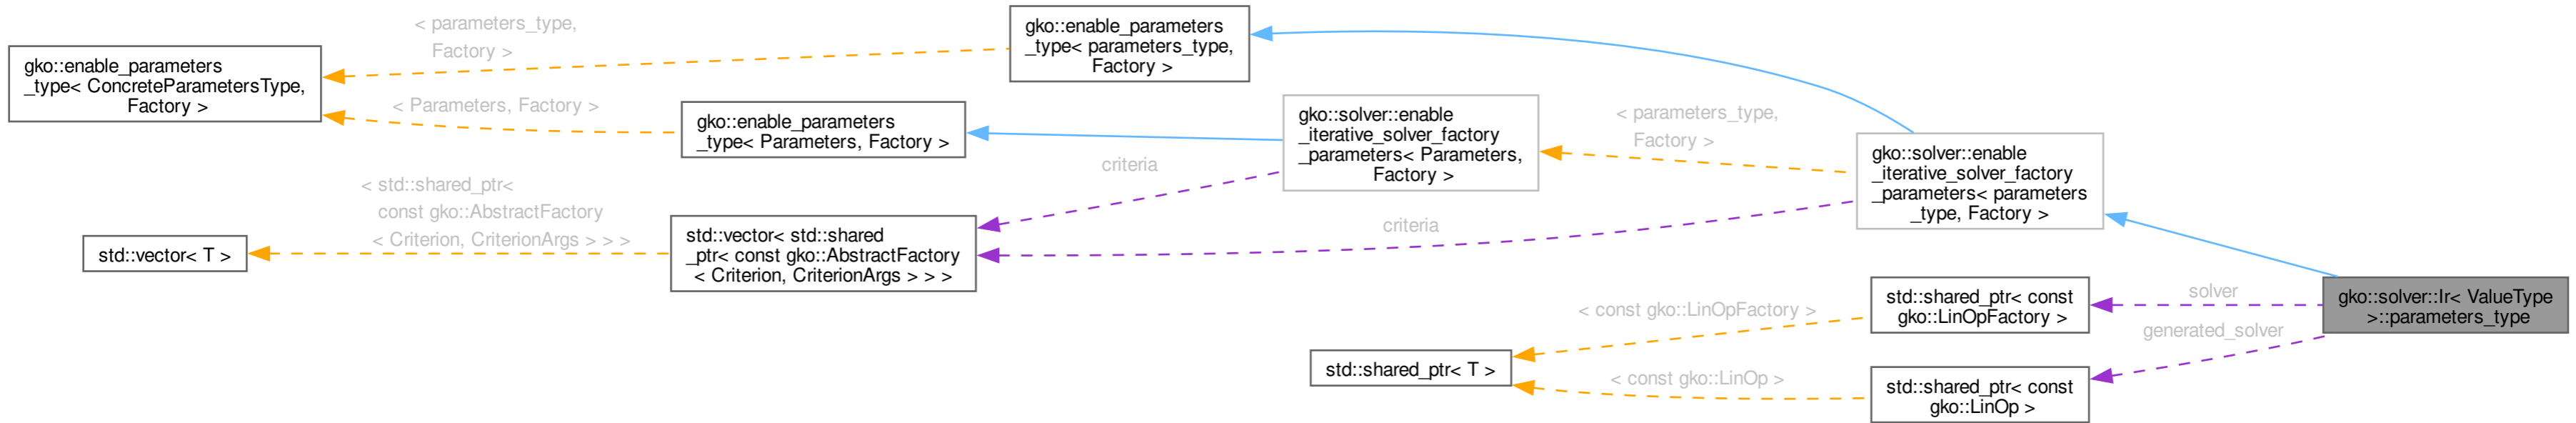 gko::enable_parameters
_type< ConcreteParametersType,
Factory >
< parameters_type,
Factory >
< Parameters, Factory >
gko::enable_parameters
_type< parameters_type,
Factory >
gko::enable_parameters
_type< Parameters, Factory >
gko::solver::enable
_iterative_solver_factory
_parameters< Parameters,
Factory >
< parameters_type,
Factory >
gko::solver::enable
_iterative_solver_factory
_parameters< parameters
_type, Factory >
criteria
criteria
< std::shared_ptr<
const gko::AbstractFactory
< Criterion, CriterionArgs > > >
std::vector< T >
std::vector< std::shared
_ptr< const gko::AbstractFactory
< Criterion, CriterionArgs > > >
< const gko::LinOpFactory >
std::shared_ptr< T >
< const gko::LinOp >
std::shared_ptr< const
gko::LinOpFactory >
std::shared_ptr< const
gko::LinOp >
solver
generated_solver
gko::solver::Ir< ValueType
>::parameters_type